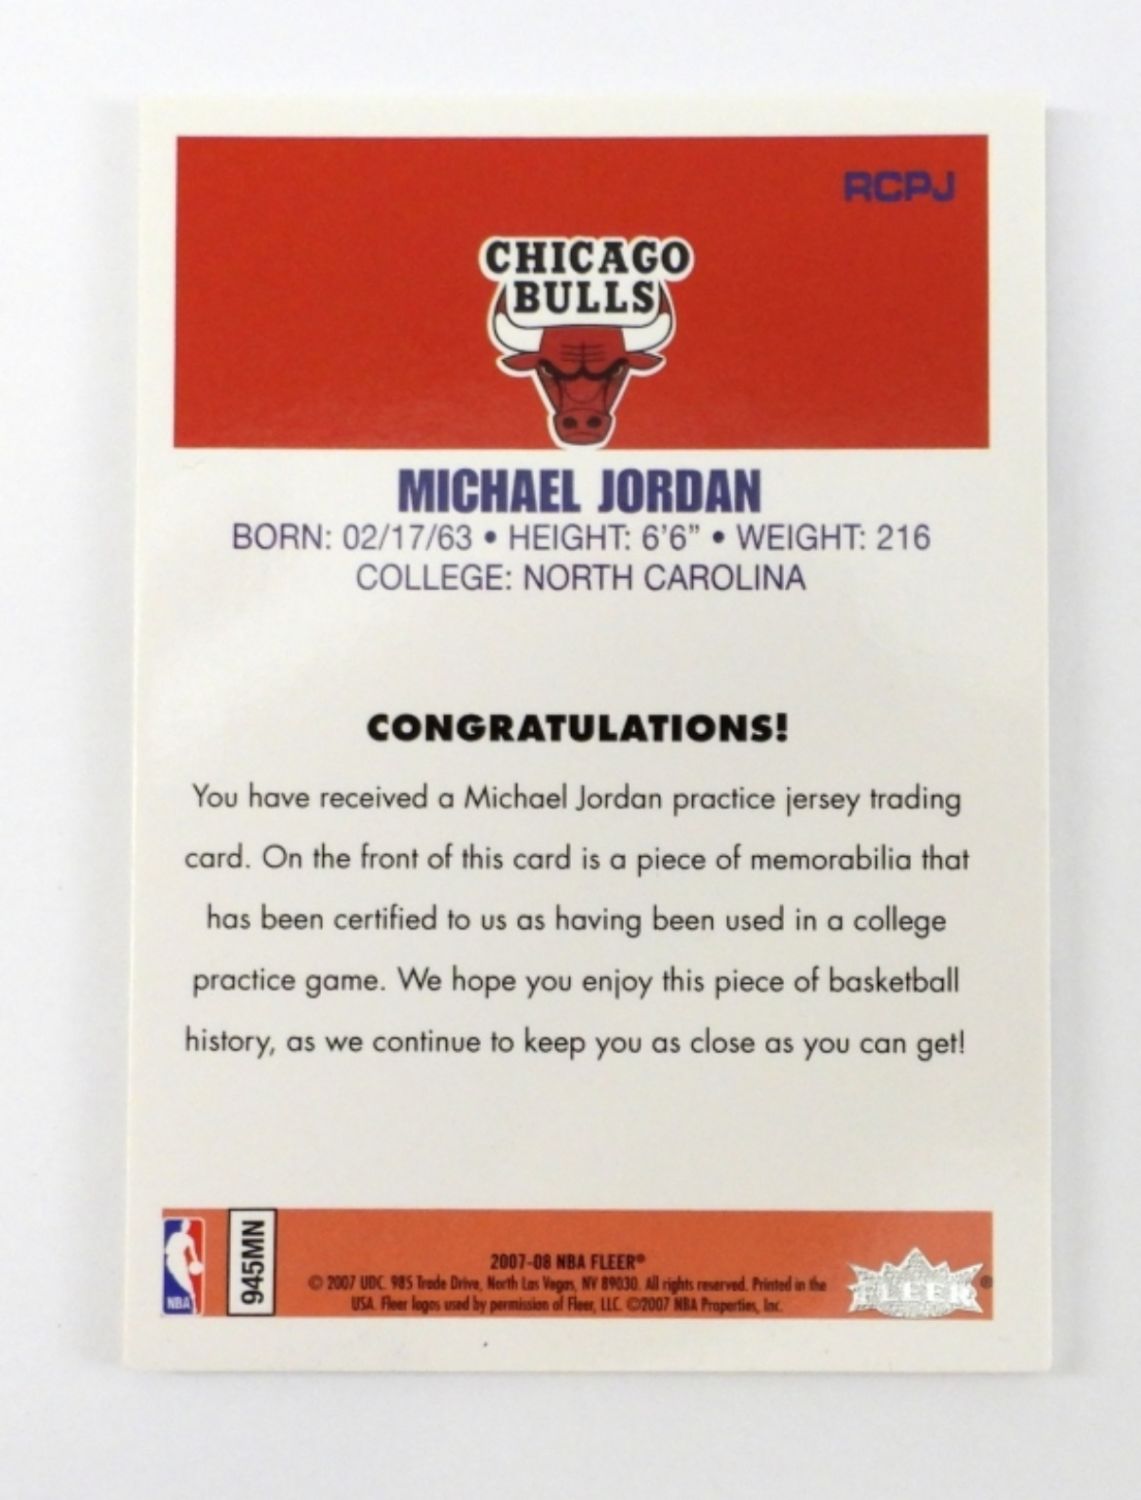 RCPJ
CHICAGO
BULLS
MICHAEL JORDAN
BORN: 02/17/63 • HEIGHT: 6'6” • WEIGHT: 216
COLLEGE: NORTH CAROLINA
CONGRATULATIONS!
You have received a Michael Jordan practice jersey trading
card. On the front of this card is a piece of memorabilia that
has been certified to us as having been used in a college
practice game. We hope you enjoy this piece of basketball
history, as we continue to keep you as close as you can get!
NBA
945MN
2007-08 NBA FLEER®
© 2007 UDC. 985 Trade Drive, North Las Vegas, NV 89030. All rights reserved. Printed in the
USA. Fleer logos used by permission of Fleer, LLC. ©2007 NBA Properties, Inc.
FLEER®